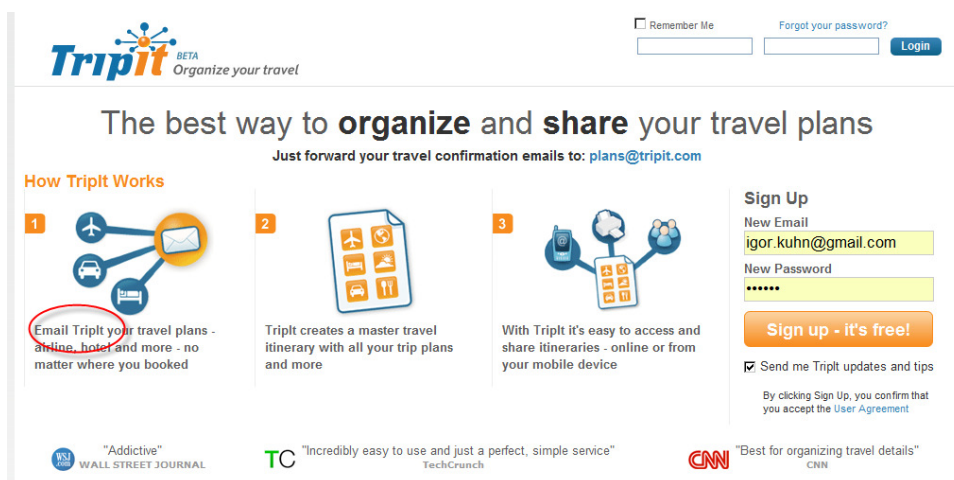 Remember Me
Forgot your password?
Login
TripIt BETA
Organize your travel
The best way to organize and share your travel plans
Just forward your travel confirmation emails to: plans@tripit.com
How TripIt Works
1
Email TripIt your travel plans -
airline, hotel and more - no
matter where you booked
2
TripIt creates a master travel
itinerary with all your trip plans
and more
3
With TripIt it's easy to access and
share itineraries - online or from
your mobile device
Sign Up
New Email
igor.kuhn@gmail.com
New Password
••••••
Sign up - it's free!
Send me TripIt updates and tips
By clicking Sign Up, you confirm that
you accept the User Agreement
WSJ
.COM
"Addictive"
WALL STREET JOURNAL
TC
"Incredibly easy to use and just a perfect, simple service"
TechCrunch
CNN
"Best for organizing travel details"
CNN